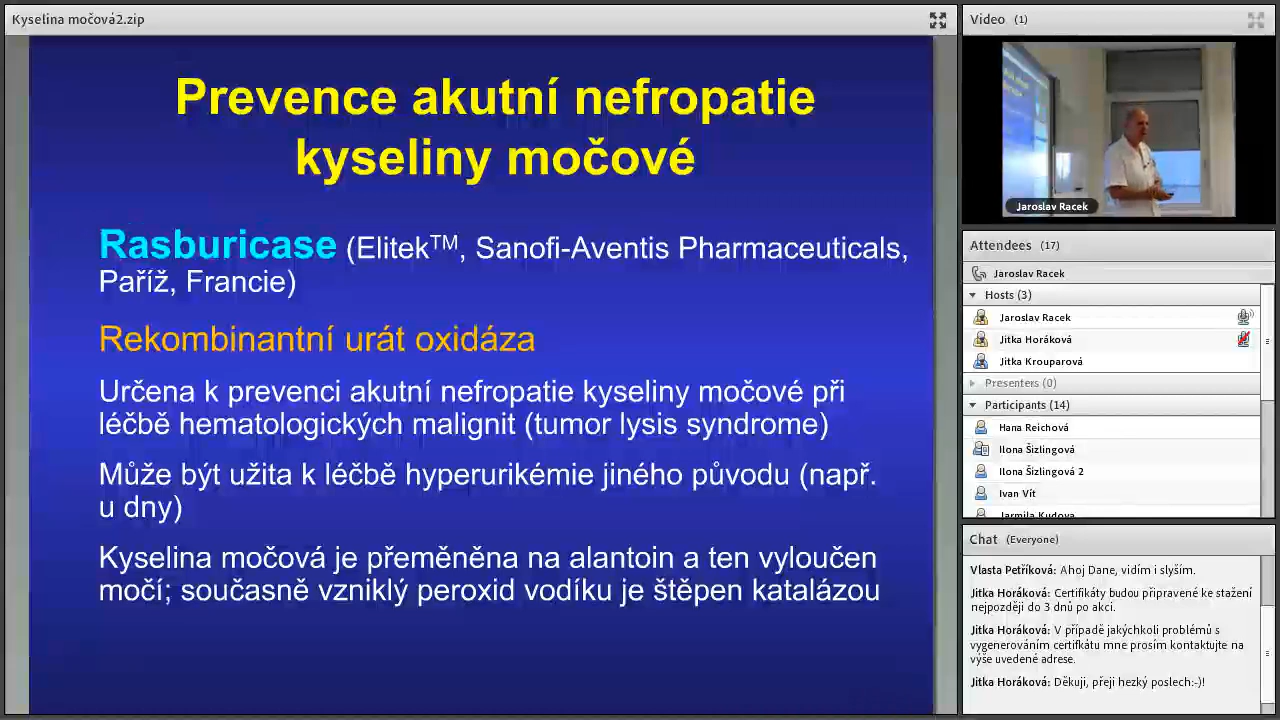 Kyselina močová2.zip
Prevence akutní nefropatie
kyseliny močové
Rasburicase (Elitek™, Sanofi-Aventis Pharmaceuticals,
Paříž, Francie)
Rekombinantní urát oxidáza
Určena k prevenci akutní nefropatie kyseliny močové při
léčbě hematologických malignit (tumor lysis syndrome)
Může být užita k léčbě hyperurikémie jiného původu (např.
u dny)
Kyselina močová je přeměněna na alantoin a ten vyloučen
močí; současně vzniklý peroxid vodíku je štěpen katalázou
Video (1)
Jaroslav Racek
Attendees (17)
Jaroslav Racek
Hosts (3)
Jaroslav Racek
Jitka Horáková
Jitka Krouparová
Presenters (0)
Participants (14)
Hana Reichová
Ilona Šizlingová
Ilona Šizlingová 2
Ivan Vít
Jarmila Kudova
Chat (Everyone)
Vlasta Petříková: Ahoj Dane, vidím i slyším.
Jitka Horáková: Certifikáty budou připravené ke stažení
nejpozději do 3 dnů po akci.
Jitka Horáková: V případě jakýchkoli problémů s
vygenerováním certifkátu mne prosím kontaktujte na
výše uvedené adrese.
Jitka Horáková: Děkuji, přeji hezký poslech:-)!